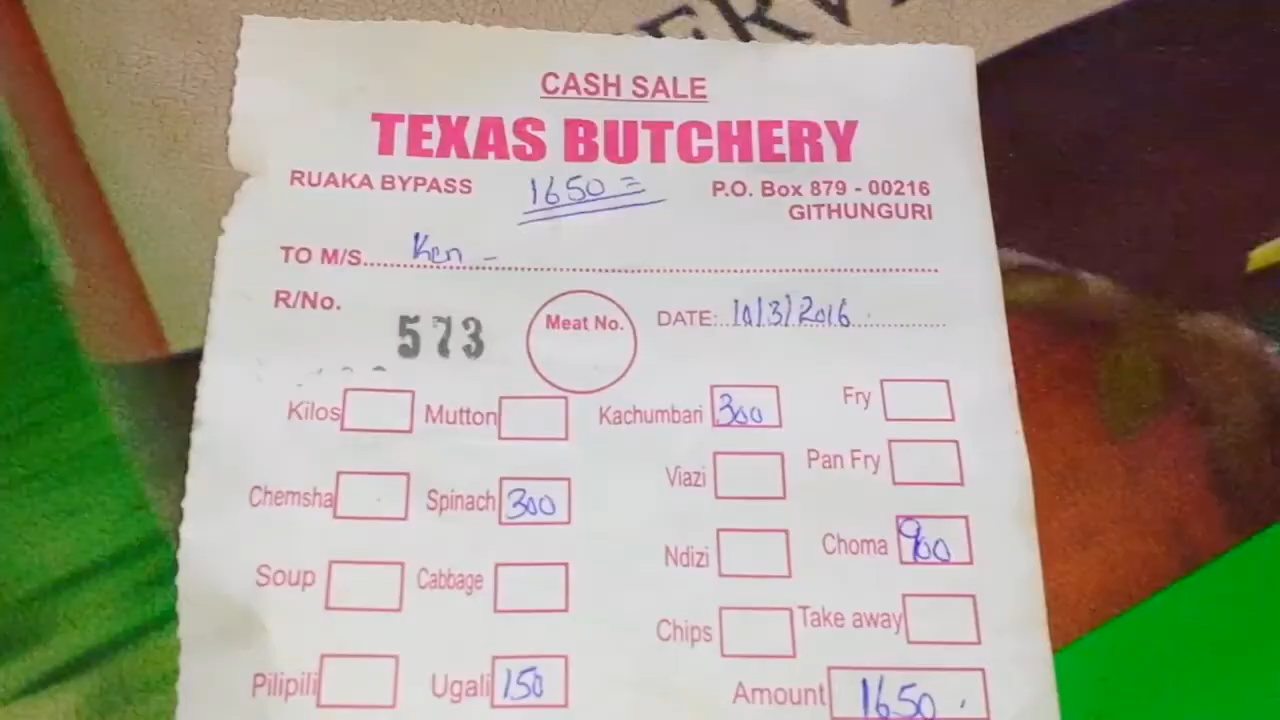 CASH SALE
TEXAS BUTCHERY
RUAKA BYPASS 1650= P.O. Box 879 - 00216
GITHUNGURI
TO M/S. Ken -
R/No. 573 Meat No. DATE: 10/3/2016
Kilos Mutton Kachumbari 300 Fry
Chemsha Spinach 300 Viazi Pan Fry
Soup Cabbage Ndizi Choma 900
Chips Take away
Pilipili Ugali 150 Amount 1650.